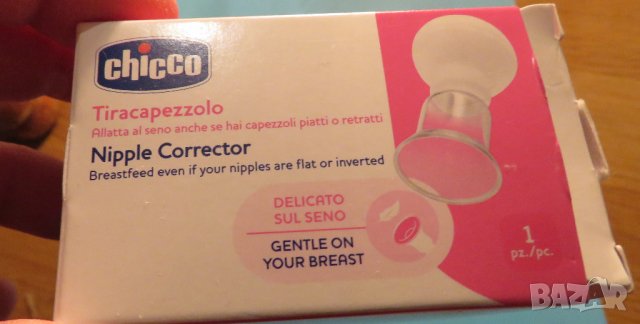 chicco
Tiracapezzolo
Allatta al seno anche se hai capezzoli piatti o retratti
Nipple Corrector
Breastfeed even if your nipples are flat or inverted
DELICATO
SUL SENO
GENTLE ON
YOUR BREAST
1
pz./pc.
BAZAR